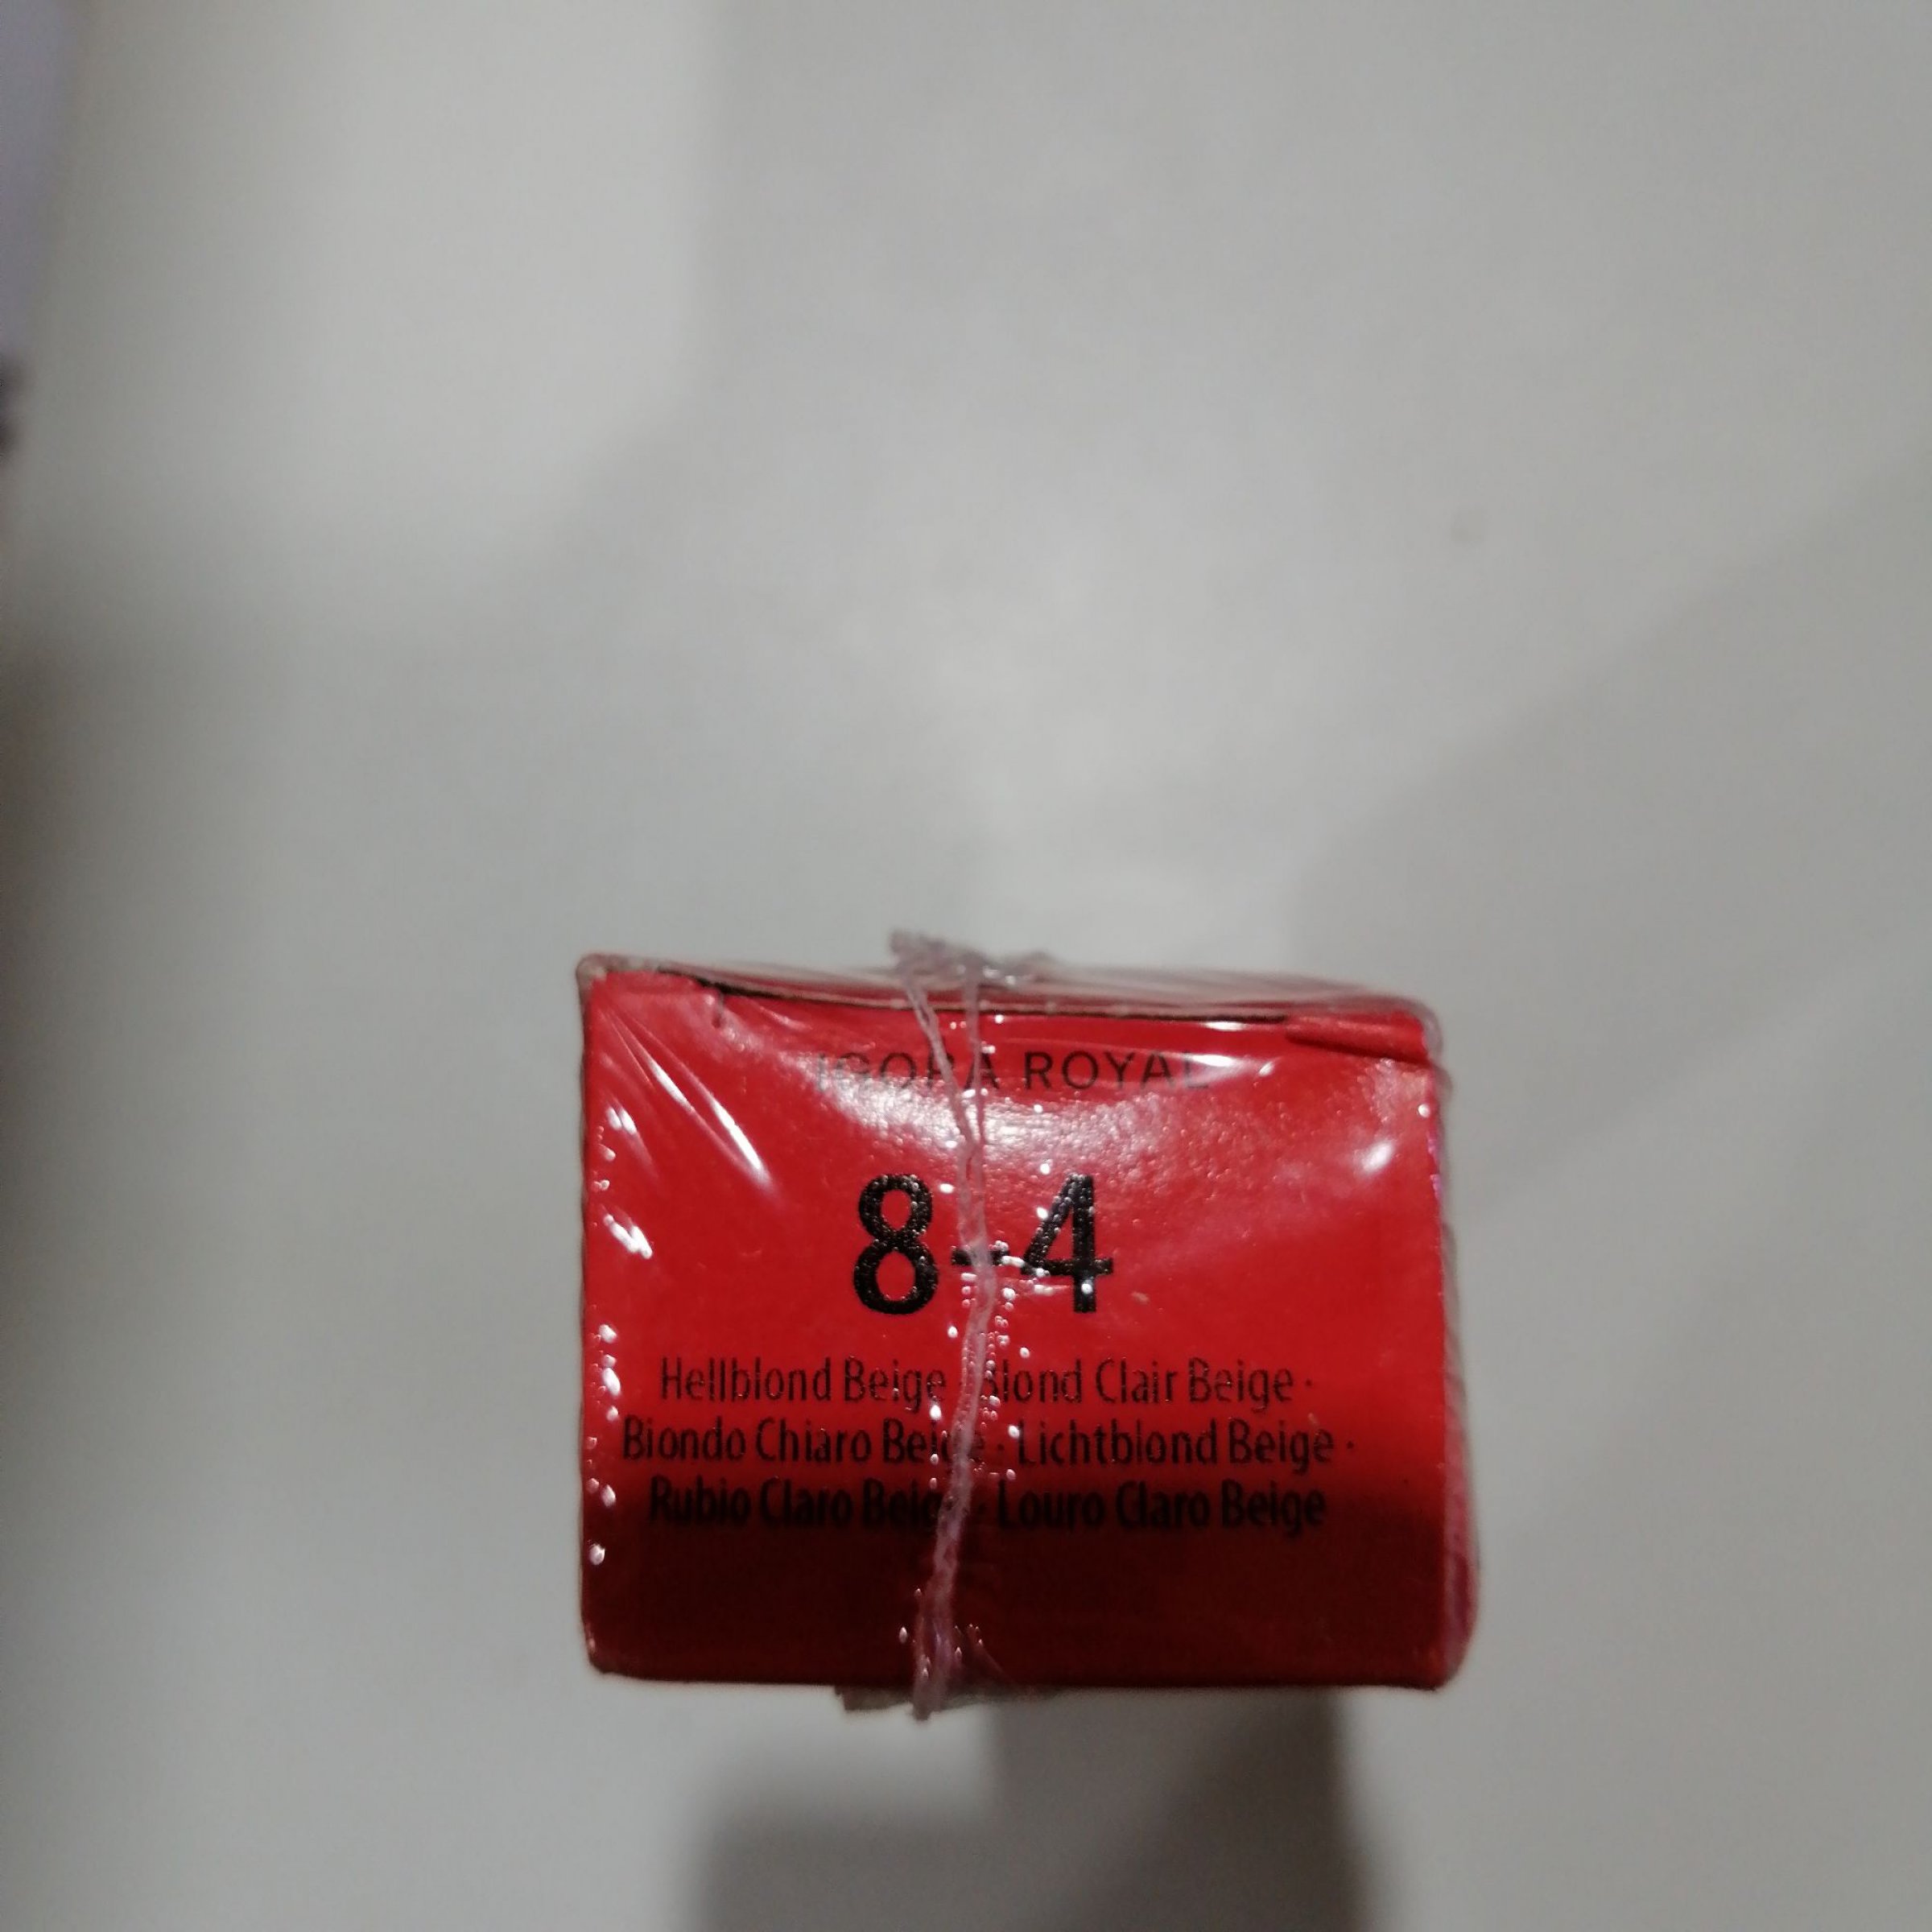 IGORA ROYAL
8-4
Hellblond Beige · Blond Clair Beige ·
Biondo Chiaro Beige · Lichtblond Beige ·
Rubio Claro Beige · Louro Claro Beige